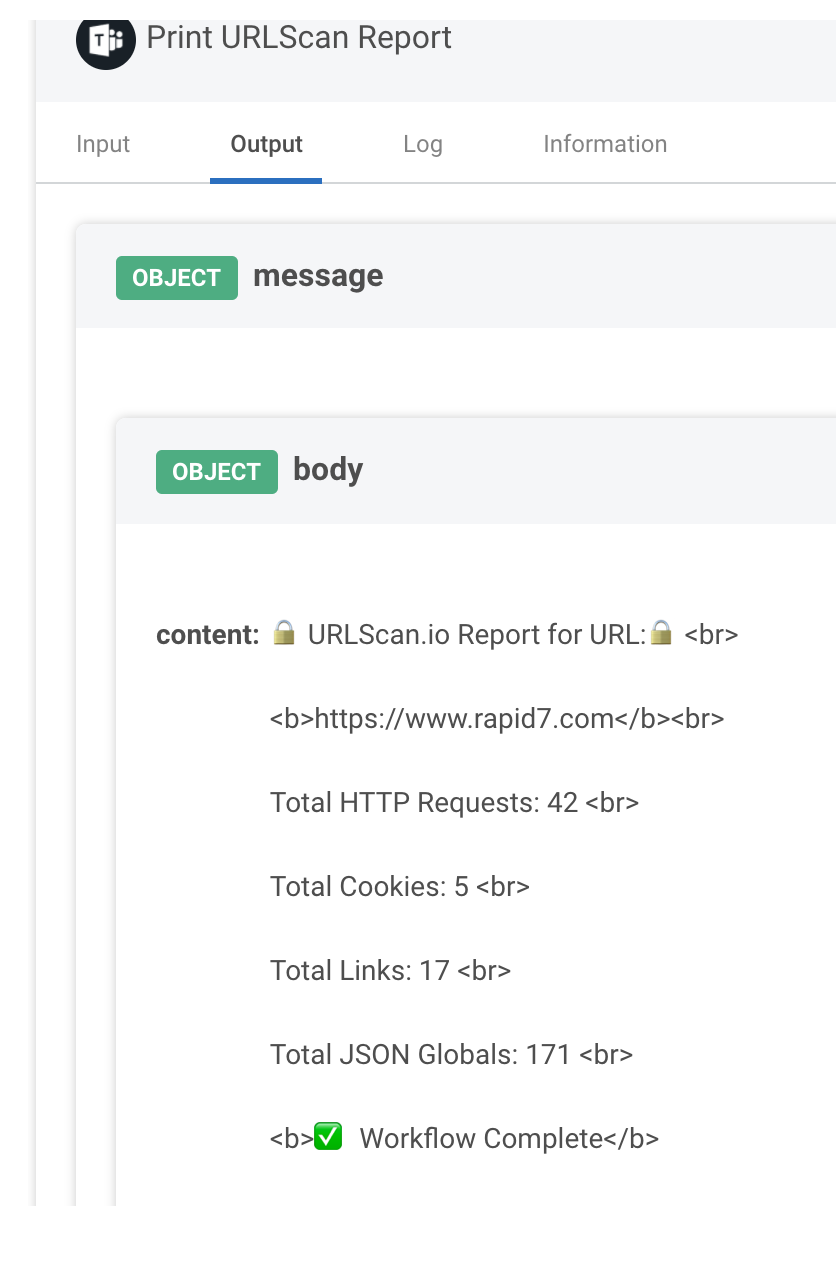 Print URLScan Report
Input Output Log Information
OBJECT message
OBJECT body
content: 🔒 URLScan.io Report for URL:🔒 <br>
<b>https://www.rapid7.com</b><br>
Total HTTP Requests: 42 <br>
Total Cookies: 5 <br>
Total Links: 17 <br>
Total JSON Globals: 171 <br>
<b>✅ Workflow Complete</b>